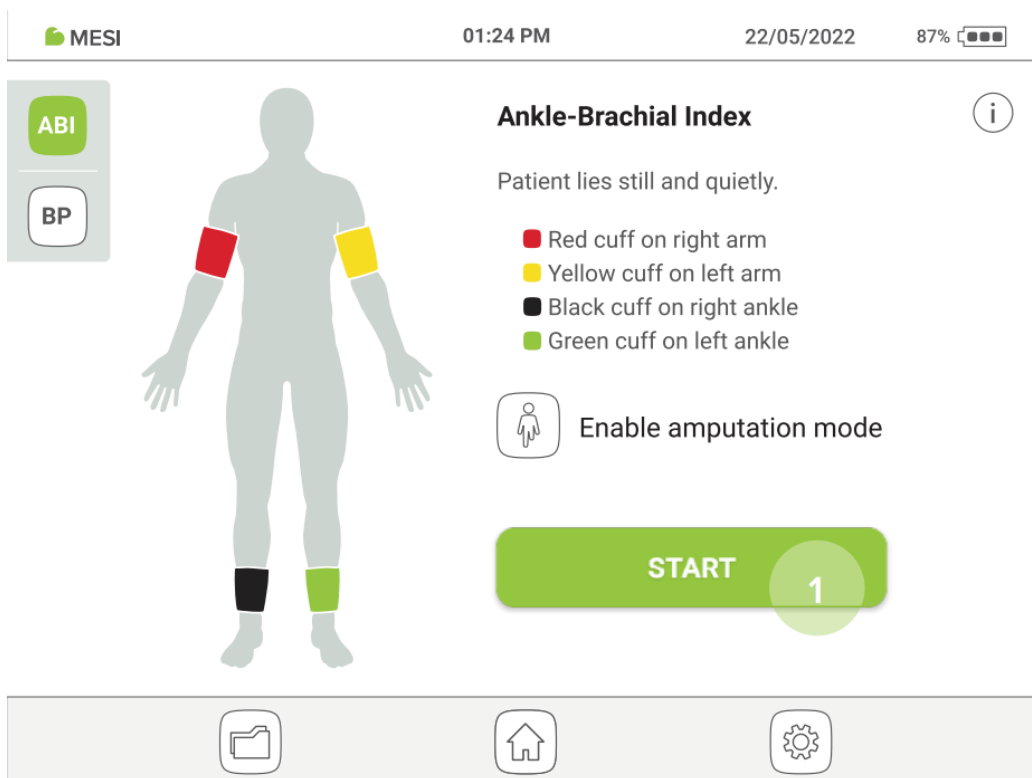 MESI 01:24 PM 22/05/2022 87%
ABI
BP
Ankle-Brachial Index i
Patient lies still and quietly.
Red cuff on right arm
Yellow cuff on left arm
Black cuff on right ankle
Green cuff on left ankle
Enable amputation mode
START 1